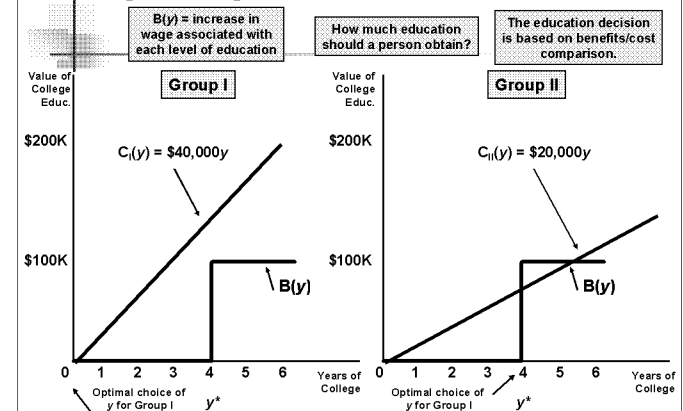 B(y) = increase in
wage associated with
each level of education
How much education
should a person obtain?
The education decision
is based on benefits/cost
comparison.
Value of
College
Educ.
Group I
$200K
C_I(y) = $40,000y
$100K
B(y)
0 1 2 3 4 5 6
Years of
College
Optimal choice of
y for Group I
y*
Value of
College
Educ.
Group II
$200K
C_II(y) = $20,000y
$100K
B(y)
0 1 2 3 4 5 6
Years of
College
Optimal choice of
y for Group II
y*